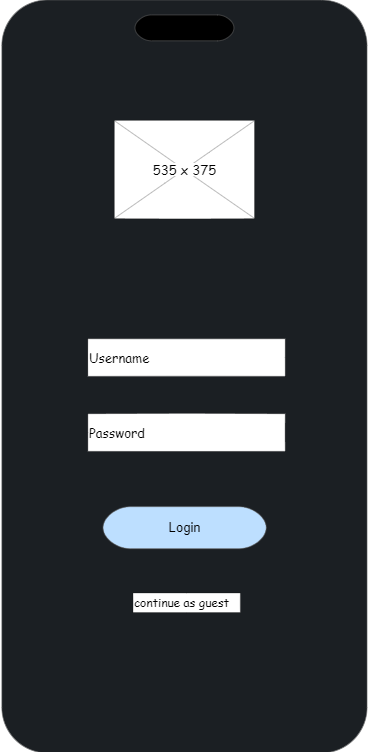 535 x 375
Username
Password
Login
continue as guest